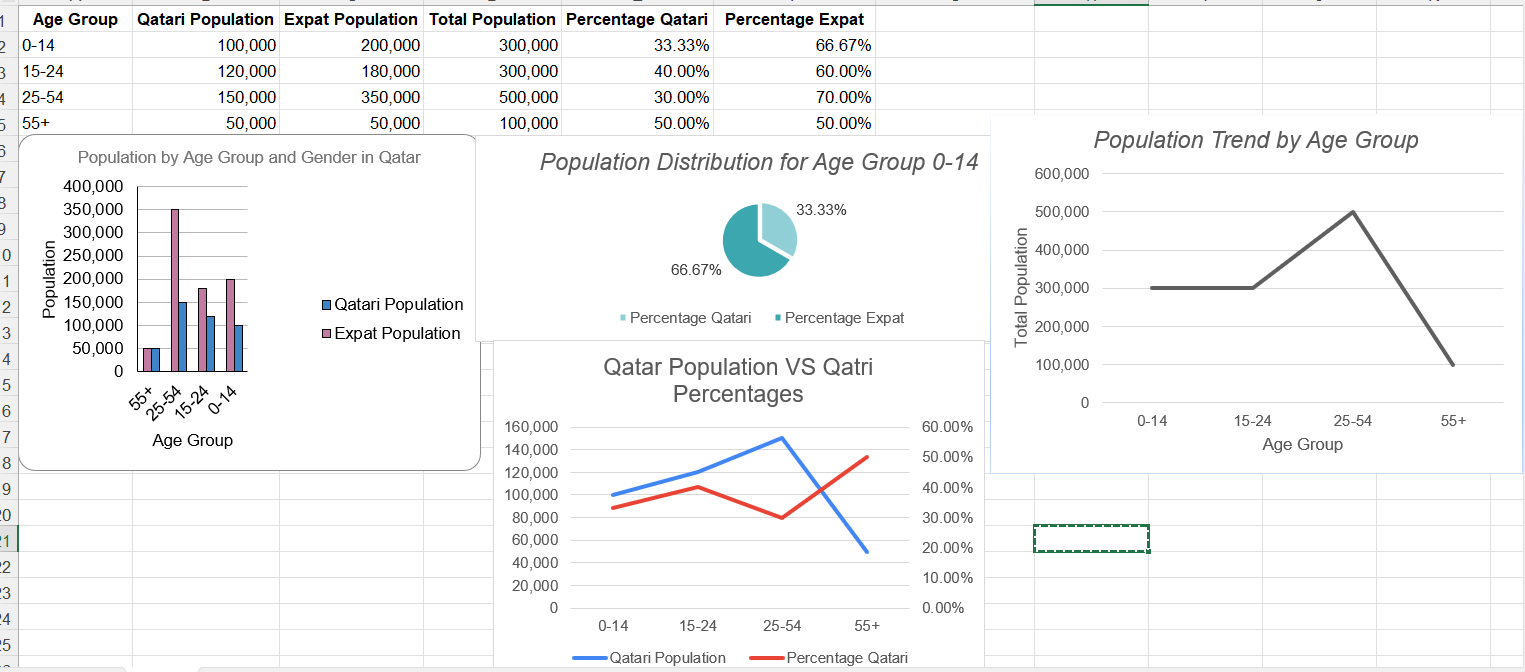 Age Group Qatari Population Expat Population Total Population Percentage Qatari Percentage Expat
0-14 100,000 200,000 300,000 33.33% 66.67%
15-24 120,000 180,000 300,000 40.00% 60.00%
25-54 150,000 350,000 500,000 30.00% 70.00%
55+ 50,000 50,000 100,000 50.00% 50.00%
Population by Age Group and Gender in Qatar
400,000
350,000
300,000
250,000
200,000
150,000
100,000
50,000
0
Population
55+ 25-54 15-24 0-14
Age Group
Qatari Population
Expat Population
Population Distribution for Age Group 0-14
33.33%
66.67%
Percentage Qatari Percentage Expat
Qatar Population VS Qatri
Percentages
160,000 60.00%
140,000 50.00%
120,000 40.00%
100,000 30.00%
80,000 20.00%
60,000 10.00%
40,000 0.00%
20,000
0
0-14 15-24 25-54 55+
Qatari Population Percentage Qatari
Population Trend by Age Group
600,000
500,000
400,000
300,000
200,000
100,000
0
Total Population
0-14 15-24 25-54 55+
Age Group